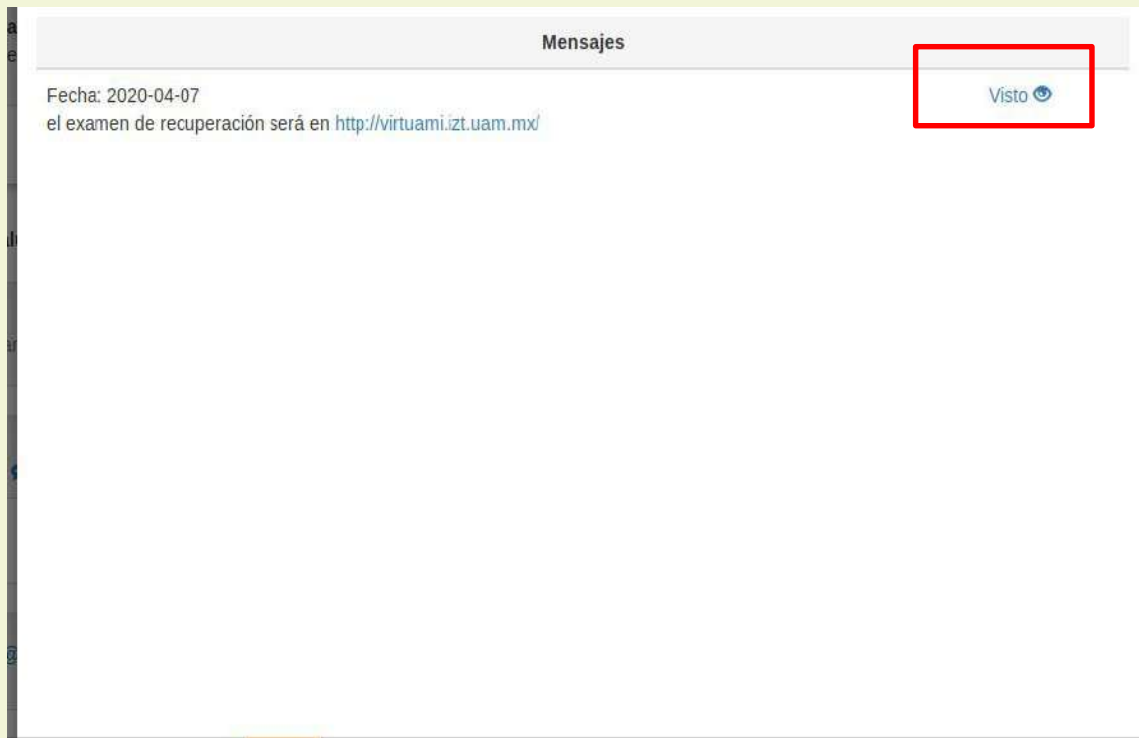 Mensajes
Fecha: 2020-04-07
Visto
el examen de recuperación será en http://virtuami.izt.uam.mx/